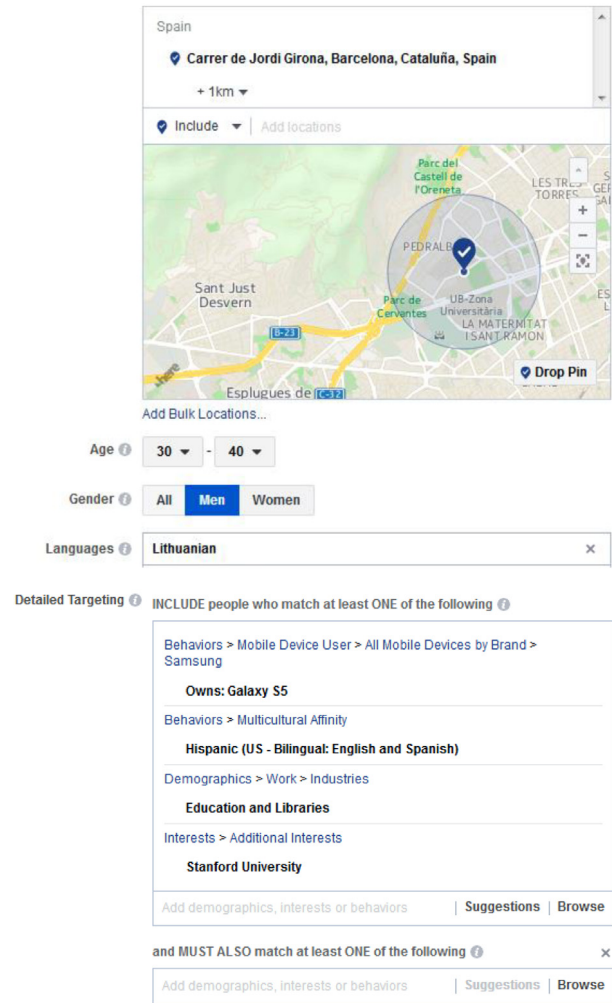 Spain
Carrer de Jordi Girona, Barcelona, Cataluña, Spain
+ 1km
Include
Add locations
Parc del
Castell de
l'Oreneta
LES TRES
TORRES
PEDRALB
Sant Just
Desvern
Parc de
Cervantes
UB-Zona
Universitària
LA MATERNITAT
I SANT RAMON
B-23
here
Drop Pin
Esplugues de
C-32
Add Bulk Locations...
Age
30 - 40
Gender
All Men Women
Languages
Lithuanian
Detailed Targeting
INCLUDE people who match at least ONE of the following
Behaviors > Mobile Device User > All Mobile Devices by Brand >
Samsung
Owns: Galaxy S5
Behaviors > Multicultural Affinity
Hispanic (US - Bilingual: English and Spanish)
Demographics > Work > Industries
Education and Libraries
Interests > Additional Interests
Stanford University
Add demographics, interests or behaviors | Suggestions | Browse
and MUST ALSO match at least ONE of the following
Add demographics, interests or behaviors | Suggestions | Browse